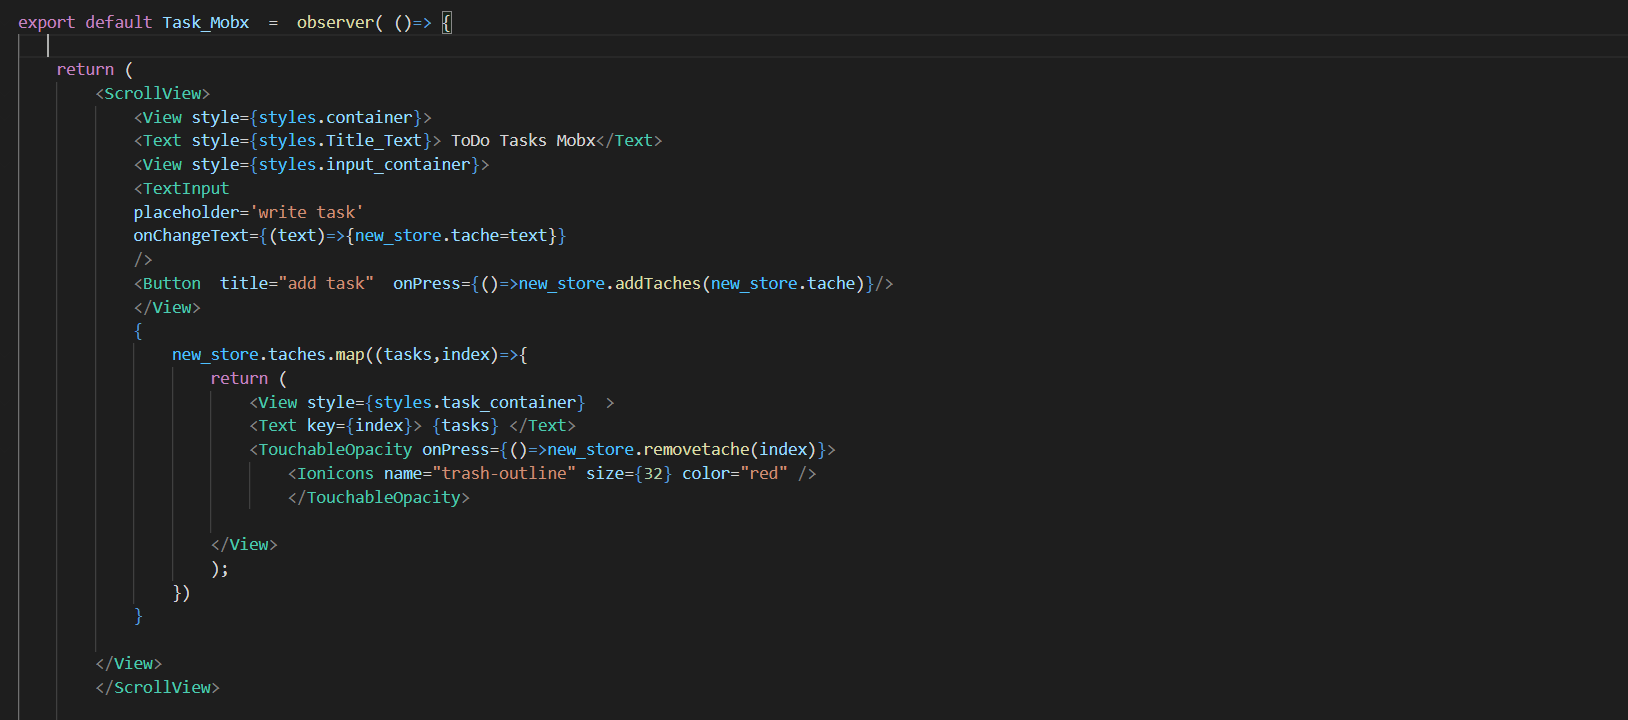 export default Task_Mobx  =  observer( ()=> {
return (
<ScrollView>
<View style={styles.container}>
<Text style={styles.Title_Text}> ToDo Tasks Mobx</Text>
<View style={styles.input_container}>
<TextInput
placeholder='write task'
onChangeText={(text)=>{new_store.tache=text}}
/>
<Button  title="add task"  onPress={()=>new_store.addTaches(new_store.tache)}/>
</View>
{
new_store.taches.map((tasks,index)=>{
return (
<View style={styles.task_container}  >
<Text key={index}> {tasks} </Text>
<TouchableOpacity onPress={()=>new_store.removetache(index)}>
<Ionicons name="trash-outline" size={32} color="red" />
</TouchableOpacity>
</View>
);
})
}
</View>
</ScrollView>